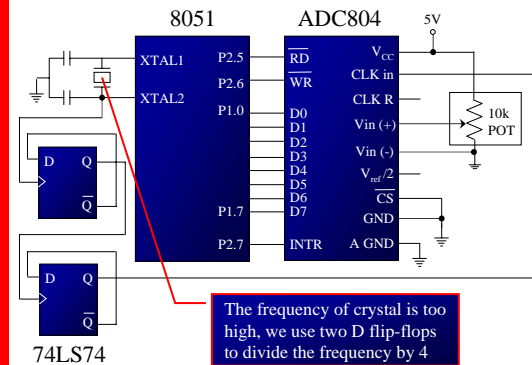 8051
ADC804
5V
XTAL1
XTAL2
P2.5
P2.6
P1.0
P1.7
P2.7
RD
WR
D0
D1
D2
D3
D4
D5
D6
D7
INTR
VCC
CLK in
CLK R
Vin (+)
Vin (-)
Vref/2
CS
GND
A GND
10k
POT
D Q
Q
D Q
Q
74LS74
The frequency of crystal is too
high, we use two D flip-flops
to divide the frequency by 4